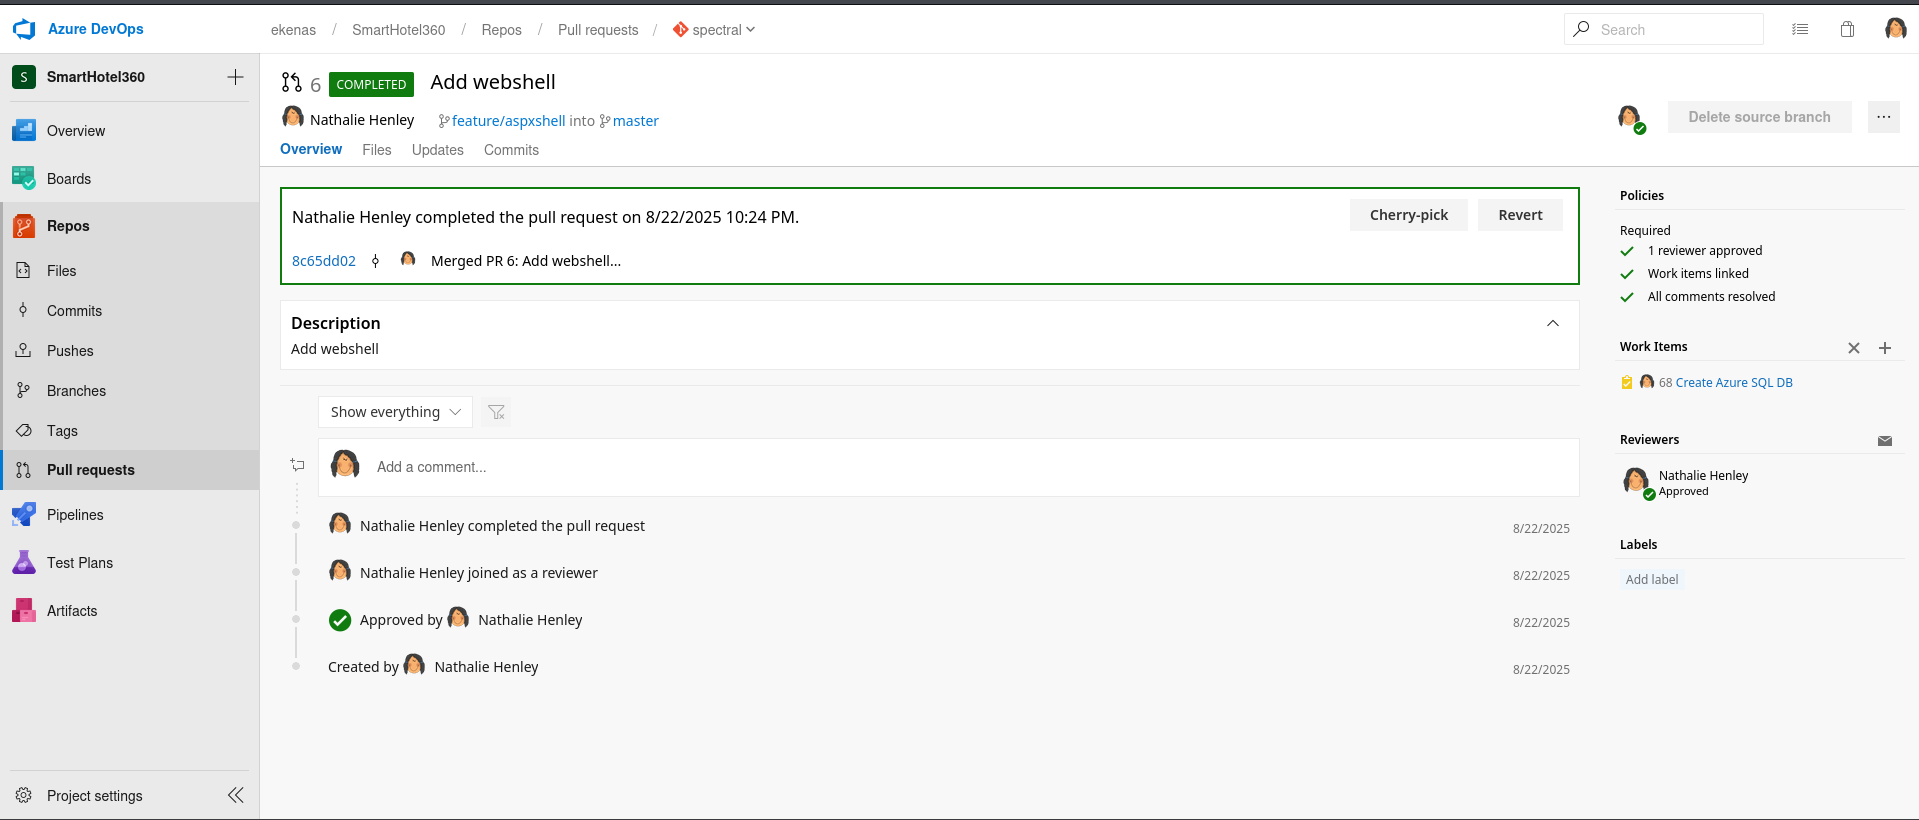 Azure DevOps
ekenas / SmartHotel360 / Repos / Pull requests / spectral
Search
S SmartHotel360
Overview
Boards
Repos
Files
Commits
Pushes
Branches
Tags
Pull requests
Pipelines
Test Plans
Artifacts
Project settings
6 COMPLETED Add webshell
Nathalie Henley feature/aspxshell into master
Delete source branch
Overview Files Updates Commits
Nathalie Henley completed the pull request on 8/22/2025 10:24 PM.
Cherry-pick Revert
8c65dd02 Merged PR 6: Add webshell...
Description
Add webshell
Show everything
Add a comment...
Nathalie Henley completed the pull request 8/22/2025
Nathalie Henley joined as a reviewer 8/22/2025
Approved by Nathalie Henley 8/22/2025
Created by Nathalie Henley 8/22/2025
Policies
Required
1 reviewer approved
Work items linked
All comments resolved
Work Items
68 Create Azure SQL DB
Reviewers
Nathalie Henley
Approved
Labels
Add label